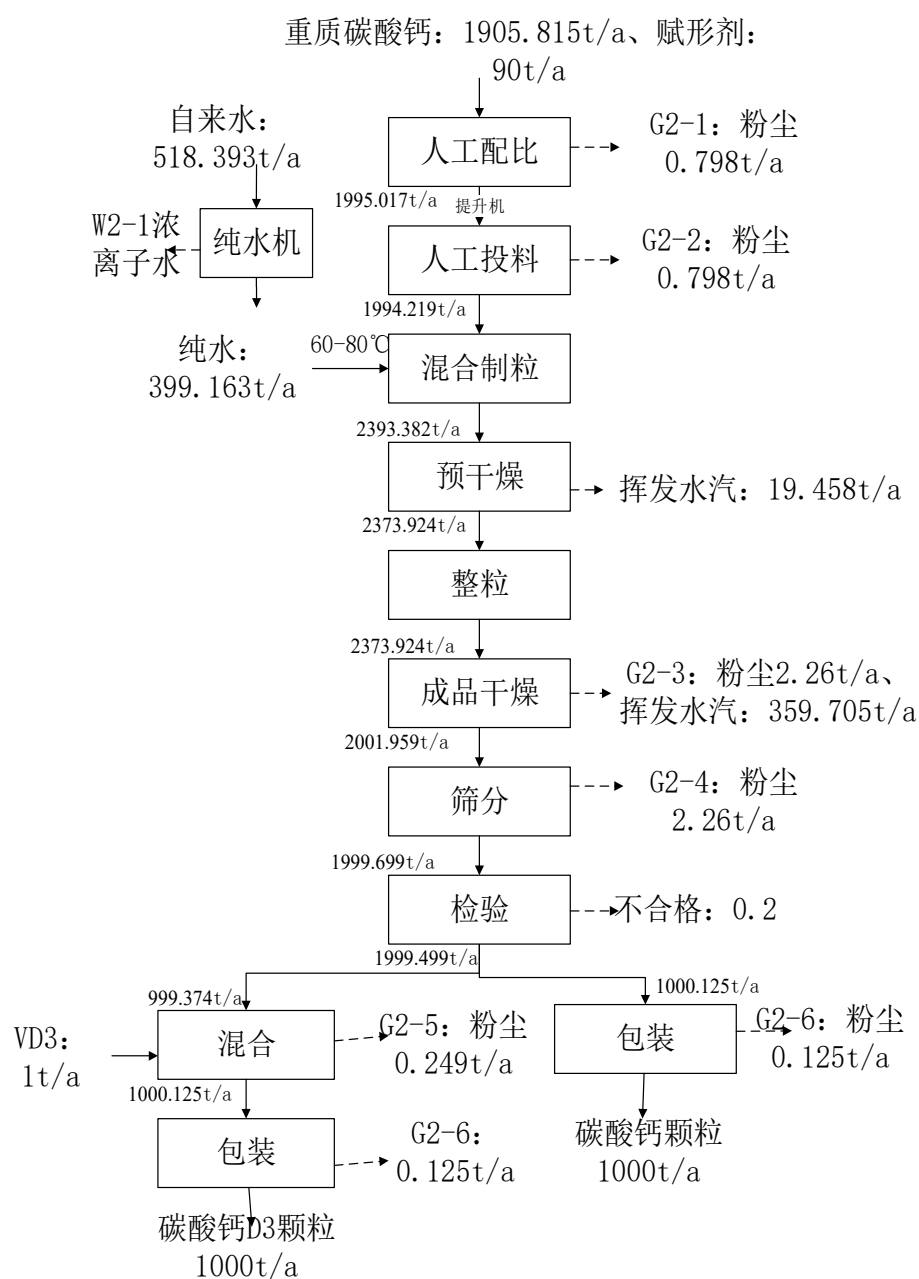 重质碳酸钙：1905.815t/a、赋形剂：
90t/a
自来水：
518.393t/a
人工配比
G2-1：粉尘
0.798t/a
1995.017t/a
提升机
W2-1浓
离子水
纯水机
人工投料
G2-2：粉尘
0.798t/a
1994.219t/a
纯水：
399.163t/a
60-80℃
混合制粒
2393.382t/a
预干燥
挥发水汽：19.458t/a
2373.924t/a
整粒
2373.924t/a
成品干燥
G2-3：粉尘2.26t/a、
挥发水汽：359.705t/a
2001.959t/a
筛分
G2-4：粉尘
2.26t/a
1999.699t/a
检验
不合格：0.2
1999.499t/a
999.374t/a
1000.125t/a
VD3：
1t/a
混合
G2-5：粉尘
0.249t/a
包装
G2-6：粉尘
0.125t/a
1000.125t/a
包装
G2-6：
0.125t/a
碳酸钙颗粒
1000t/a
碳酸钙D3颗粒
1000t/a